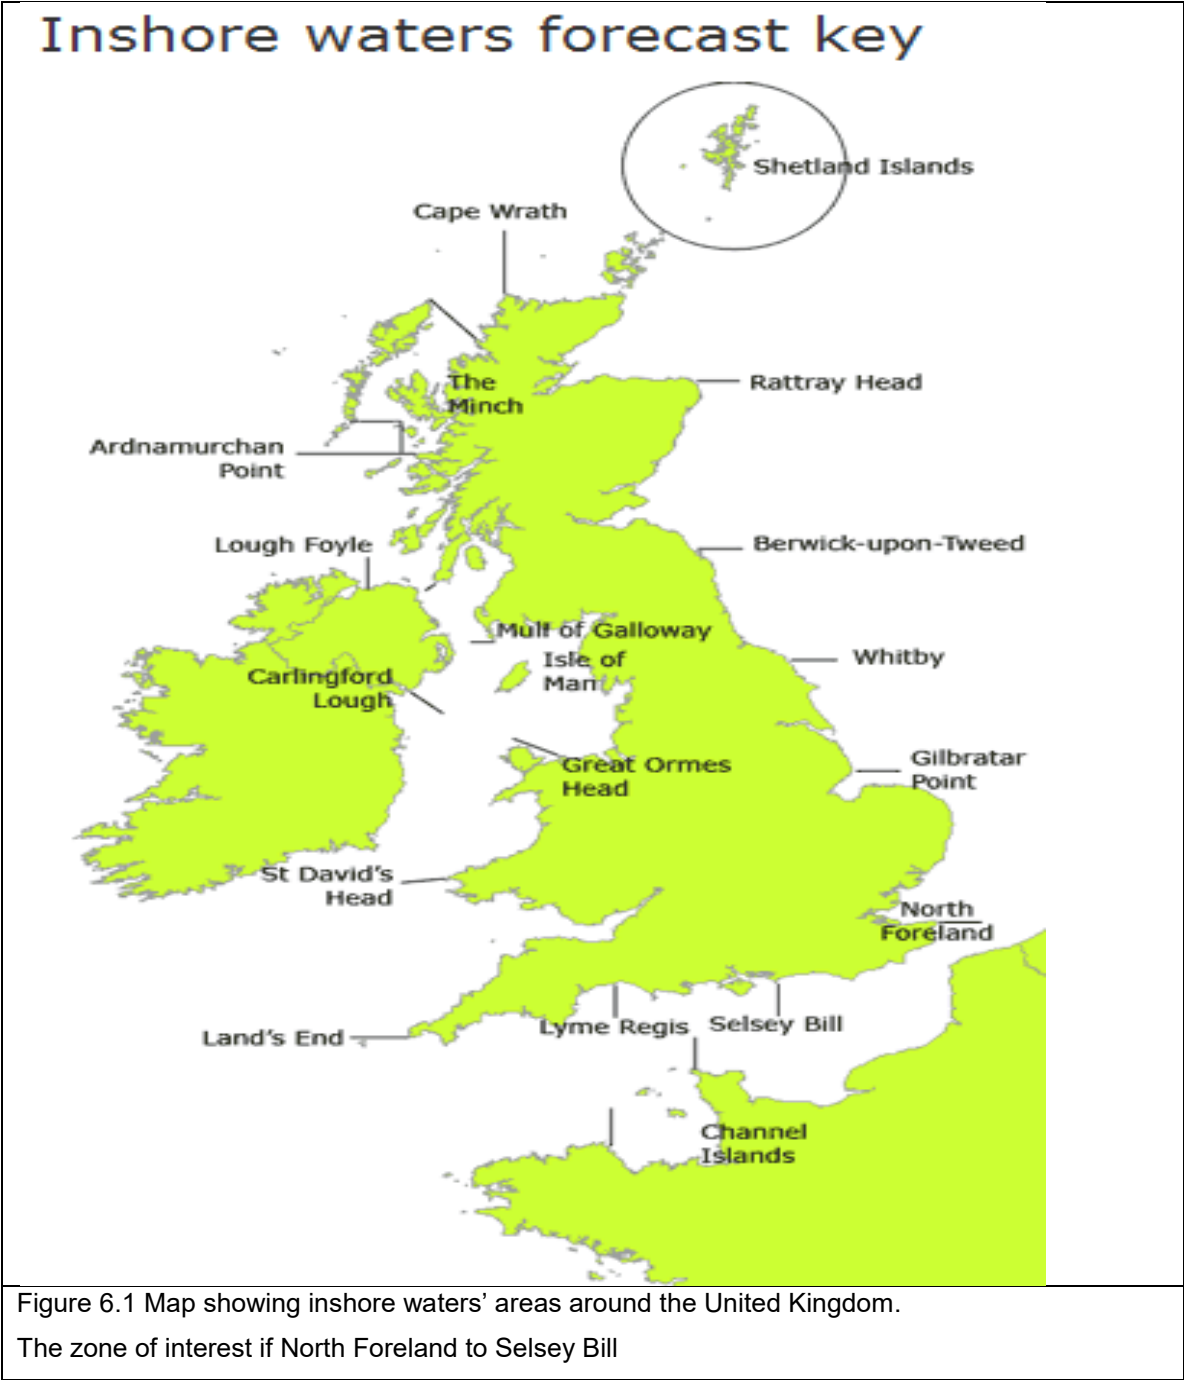 Inshore waters forecast key
Shetland Islands
Cape Wrath
The
Minch
Rattray Head
Ardnamurchan
Point
Lough Foyle
Berwick-upon-Tweed
Mull of Galloway
Isle of
Man
Whitby
Carlingford
Lough
Great Ormes
Head
Gilbratar
Point
St David's
Head
North
Foreland
Land's End
Lyme Regis
Selsey Bill
Channel
Islands
Figure 6.1 Map showing inshore waters' areas around the United Kingdom.
The zone of interest if North Foreland to Selsey Bill